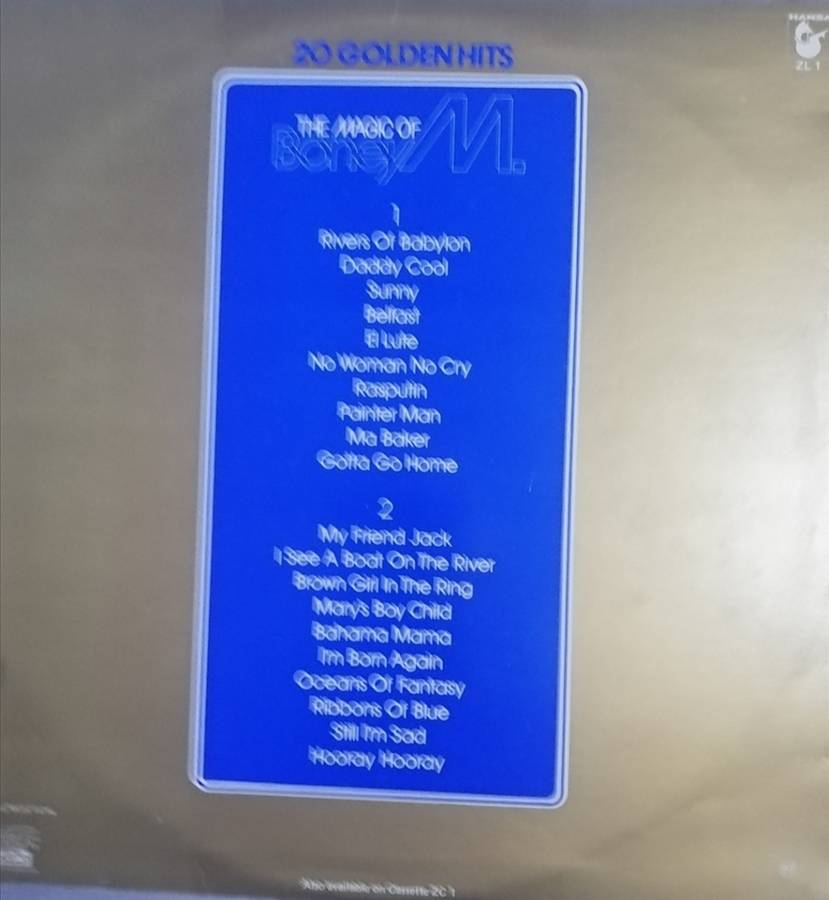 20 GOLDEN HITS
HANSA
ZL 1
THE MAGIC OF
Boney M.
1
Rivers Of Babylon
Daddy Cool
Sunny
Belfast
El Lute
No Woman No Cry
Rasputin
Painter Man
Ma Baker
Gotta Go Home
2
My Friend Jack
I See A Boat On The River
Brown Girl In The Ring
Mary's Boy Child
Bahama Mama
I'm Born Again
Oceans Of Fantasy
Ribbons Of Blue
Still I'm Sad
Hooray Hooray
Also available on Cassette ZC 1